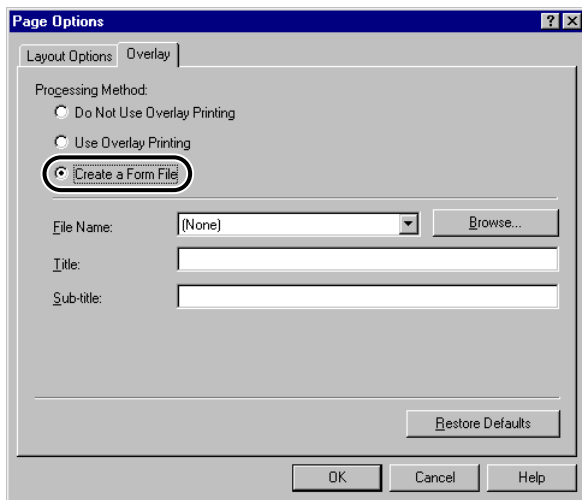 Page Options
Layout Options Overlay
Processing Method:
Do Not Use Overlay Printing
Use Overlay Printing
Create a Form File
File Name: (None) Browse...
Title:
Sub-title:
Restore Defaults
OK Cancel Help